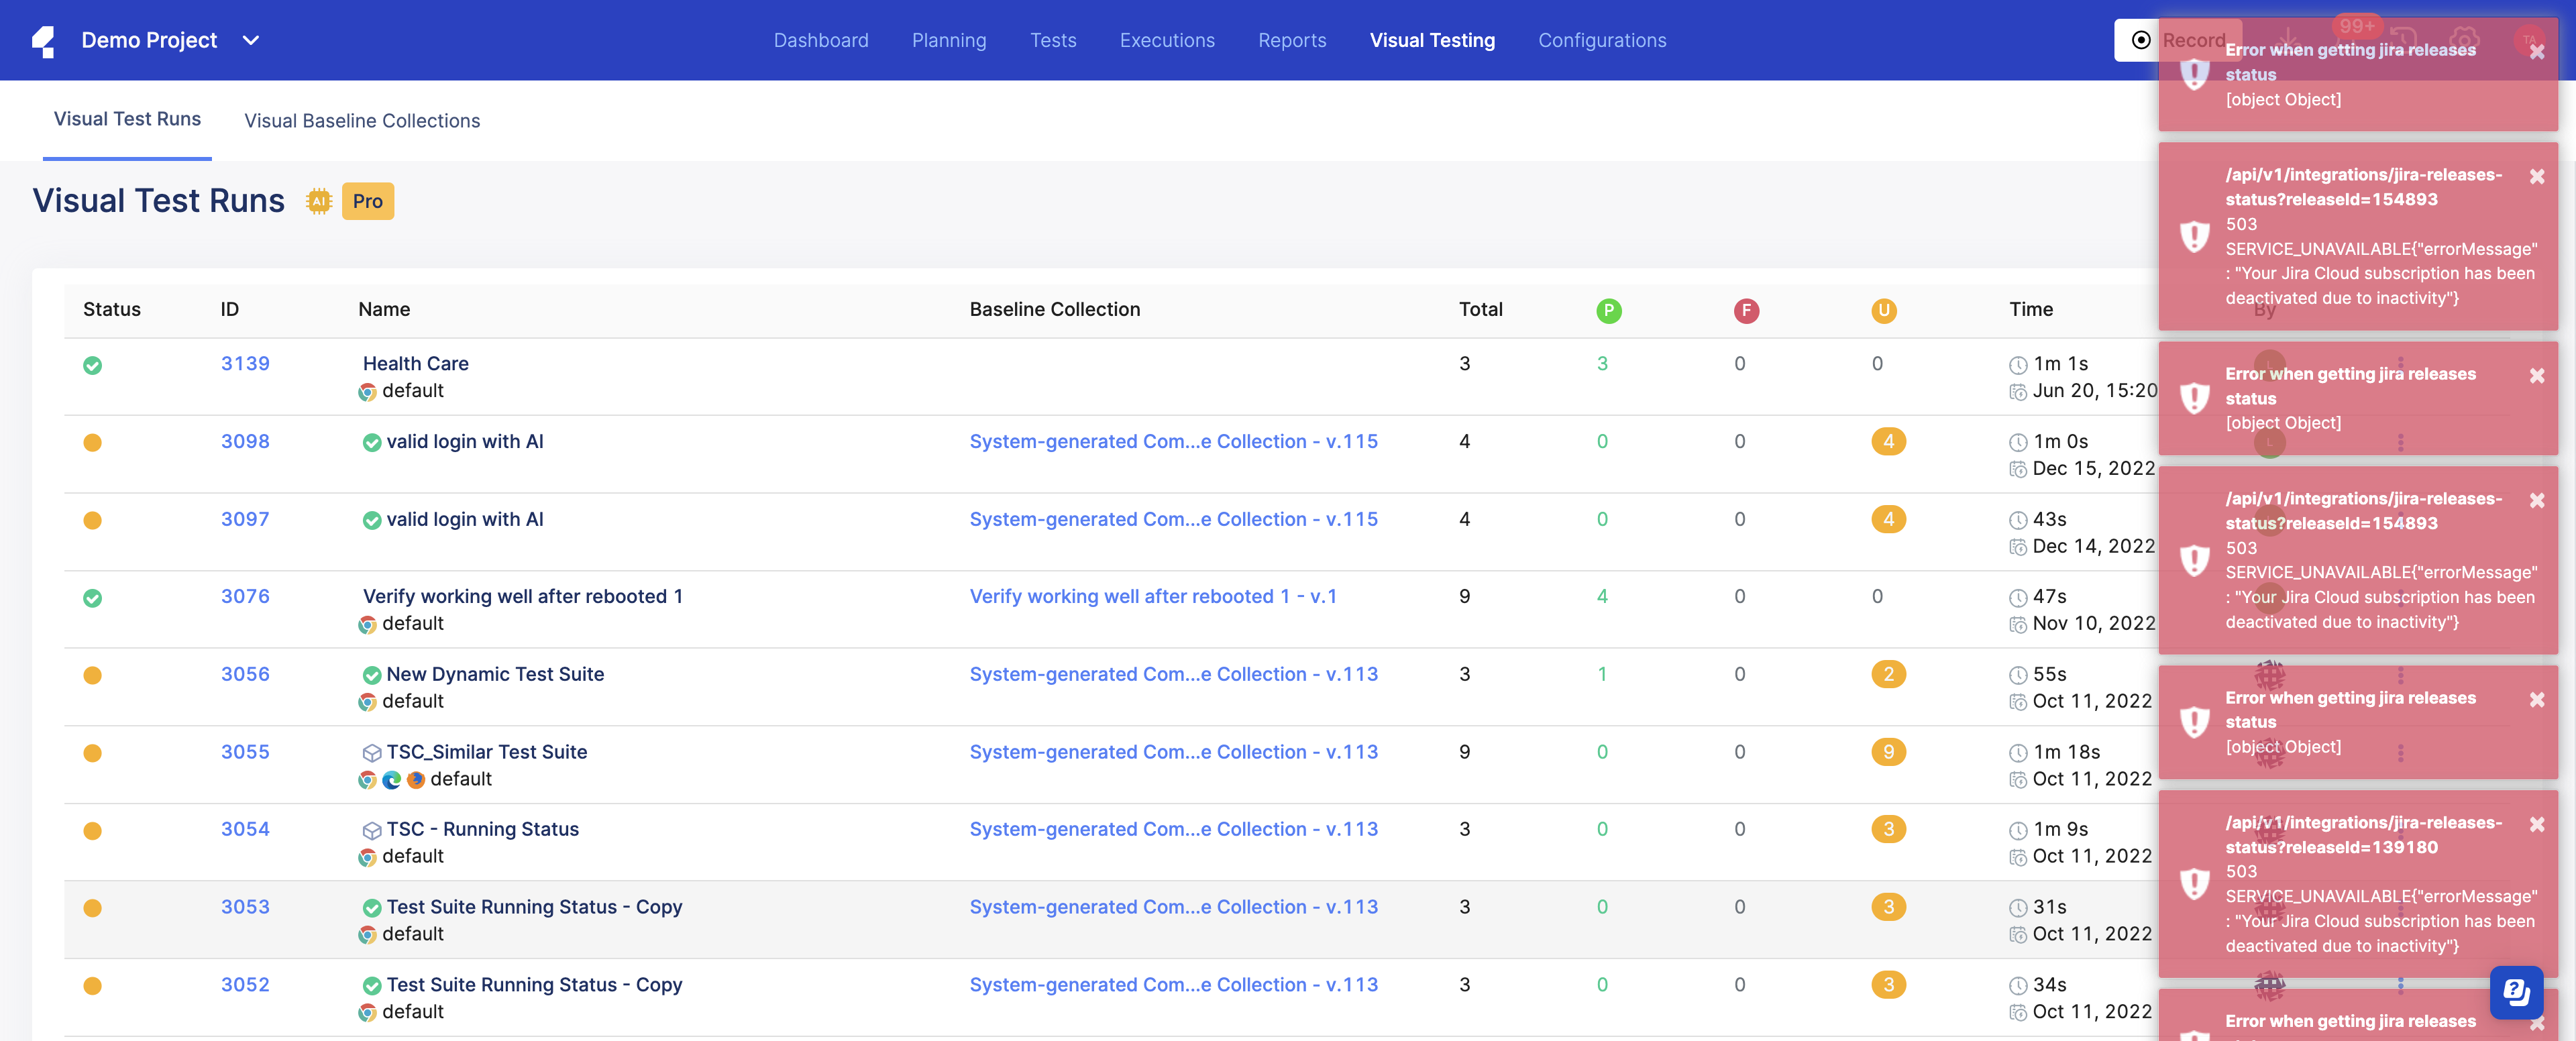 Demo Project
Dashboard
Planning
Tests
Executions
Reports
Visual Testing
Configurations
Record
99+
TA
Visual Test Runs
Visual Baseline Collections
Visual Test Runs
AI
Pro
Status ID Name Baseline Collection Total P F U Time By
3139 Health Care 3 3 0 0 1m 1s
default Jun 20, 15:20
3098 valid login with AI System-generated Com...e Collection - v.115 4 0 0 4 1m 0s
L
Dec 15, 2022
3097 valid login with AI System-generated Com...e Collection - v.115 4 0 0 4 43s
Dec 14, 2022
3076 Verify working well after rebooted 1 Verify working well after rebooted 1 - v.1 9 4 0 0 47s
default Nov 10, 2022
3056 New Dynamic Test Suite System-generated Com...e Collection - v.113 3 1 0 2 55s
default Oct 11, 2022
3055 TSC_Similar Test Suite System-generated Com...e Collection - v.113 9 0 0 9 1m 18s
default Oct 11, 2022
3054 TSC - Running Status System-generated Com...e Collection - v.113 3 0 0 3 1m 9s
default Oct 11, 2022
3053 Test Suite Running Status - Copy System-generated Com...e Collection - v.113 3 0 0 3 31s
default Oct 11, 2022
3052 Test Suite Running Status - Copy System-generated Com...e Collection - v.113 3 0 0 3 34s
default Oct 11, 2022
Error when getting jira releases
status
[object Object]
/api/v1/integrations/jira-releases-
status?releaseId=154893
503
SERVICE_UNAVAILABLE{"errorMessage"
: "Your Jira Cloud subscription has been
deactivated due to inactivity"}
Error when getting jira releases
status
[object Object]
/api/v1/integrations/jira-releases-
status?releaseId=154893
503
SERVICE_UNAVAILABLE{"errorMessage"
: "Your Jira Cloud subscription has been
deactivated due to inactivity"}
Error when getting jira releases
status
[object Object]
/api/v1/integrations/jira-releases-
status?releaseId=139180
503
SERVICE_UNAVAILABLE{"errorMessage"
: "Your Jira Cloud subscription has been
deactivated due to inactivity"}
Error when getting jira releases